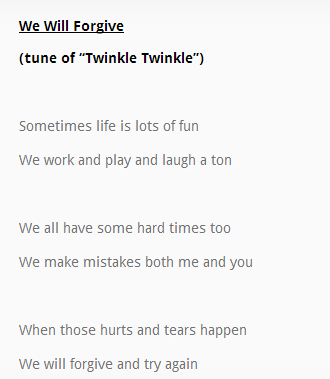 We Will Forgive
(tune of “Twinkle Twinkle”)
Sometimes life is lots of fun
We work and play and laugh a ton
We all have some hard times too
We make mistakes both me and you
When those hurts and tears happen
We will forgive and try again